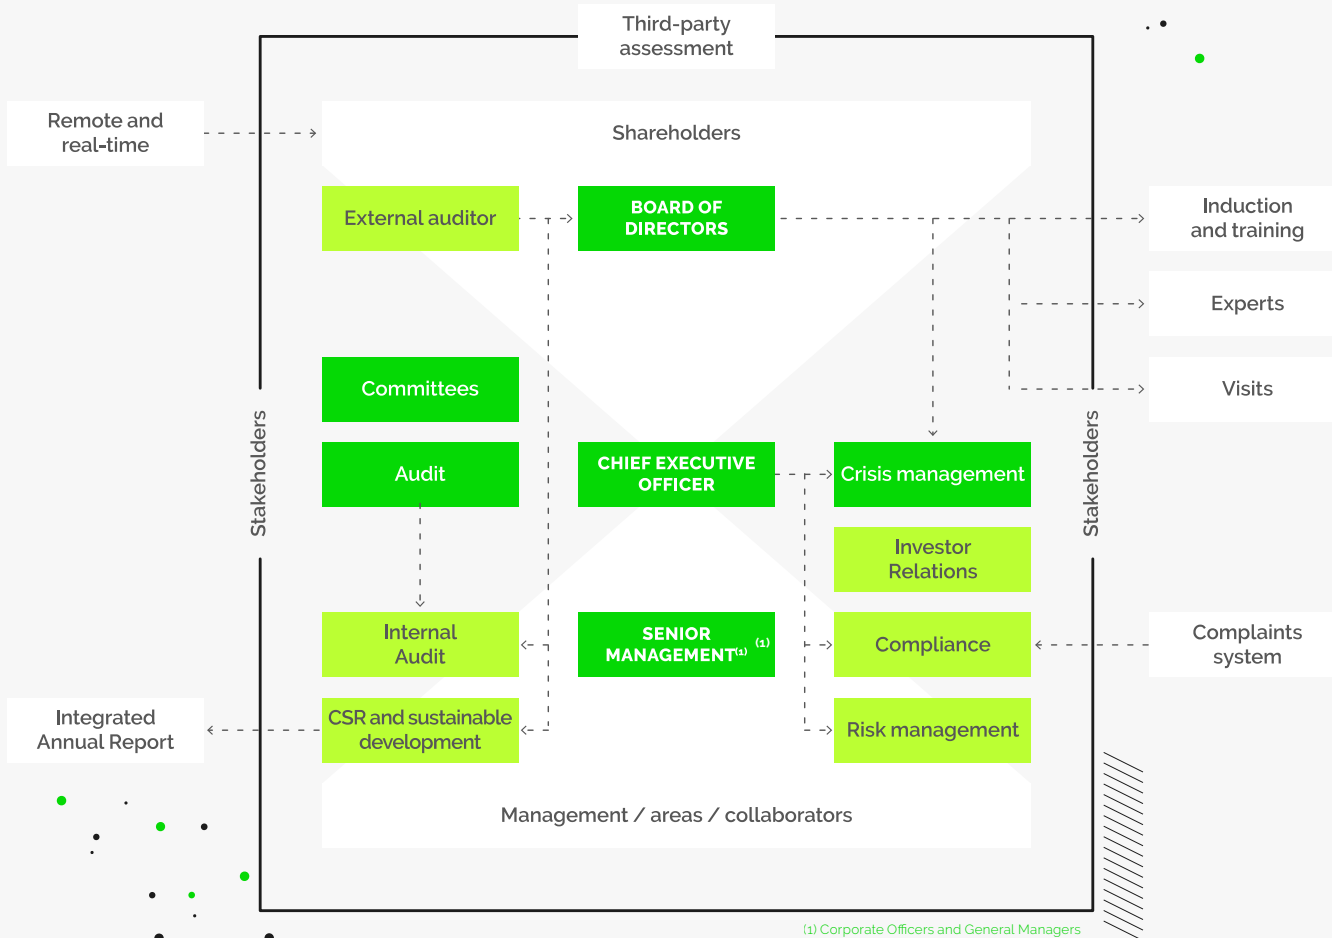 Third-party
assessment
Remote and
real-time
Shareholders
External auditor
BOARD OF
DIRECTORS
Induction
and training
Experts
Committees
Visits
Stakeholders
Audit
CHIEF EXECUTIVE
OFFICER
Crisis management
Stakeholders
Investor
Relations
Internal
Audit
SENIOR
MANAGEMENT(1) (1)
Compliance
Complaints
system
Integrated
Annual Report
CSR and sustainable
development
Risk management
Management / areas / collaborators
(1) Corporate Officers and General Managers